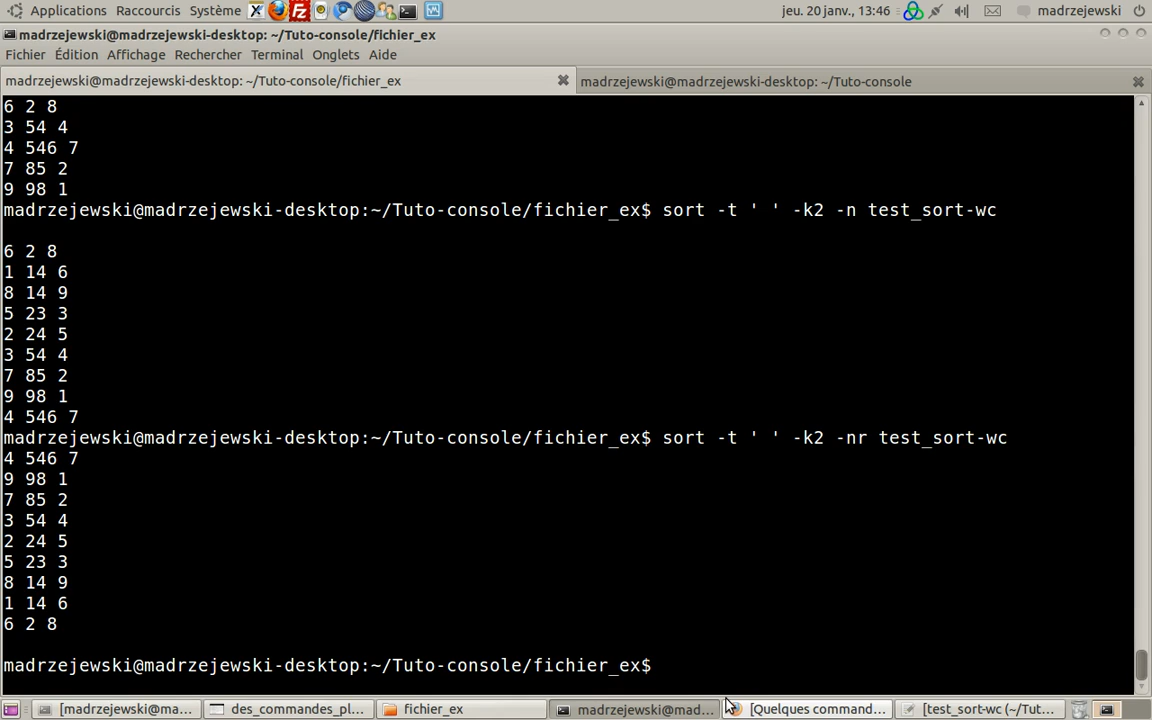 Applications Raccourcis Système jeu. 20 janv., 13:46 madrzejewski
madrzejewski@madrzejewski-desktop: ~/Tuto-console/fichier_ex
Fichier Édition Affichage Rechercher Terminal Onglets Aide
madrzejewski@madrzejewski-desktop: ~/Tuto-console/fichier_ex madrzejewski@madrzejewski-desktop: ~/Tuto-console
6 2 8
3 54 4
4 546 7
7 85 2
9 98 1
madrzejewski@madrzejewski-desktop:~/Tuto-console/fichier_ex$ sort -t ' ' -k2 -n test_sort-wc
6 2 8
1 14 6
8 14 9
5 23 3
2 24 5
3 54 4
7 85 2
9 98 1
4 546 7
madrzejewski@madrzejewski-desktop:~/Tuto-console/fichier_ex$ sort -t ' ' -k2 -nr test_sort-wc
4 546 7
9 98 1
7 85 2
3 54 4
2 24 5
5 23 3
8 14 9
1 14 6
6 2 8
madrzejewski@madrzejewski-desktop:~/Tuto-console/fichier_ex$
[madrzejewski@ma... des_commandes_pl... fichier_ex madrzejewski@mad... [Quelques command... [test_sort-wc (~/Tut...